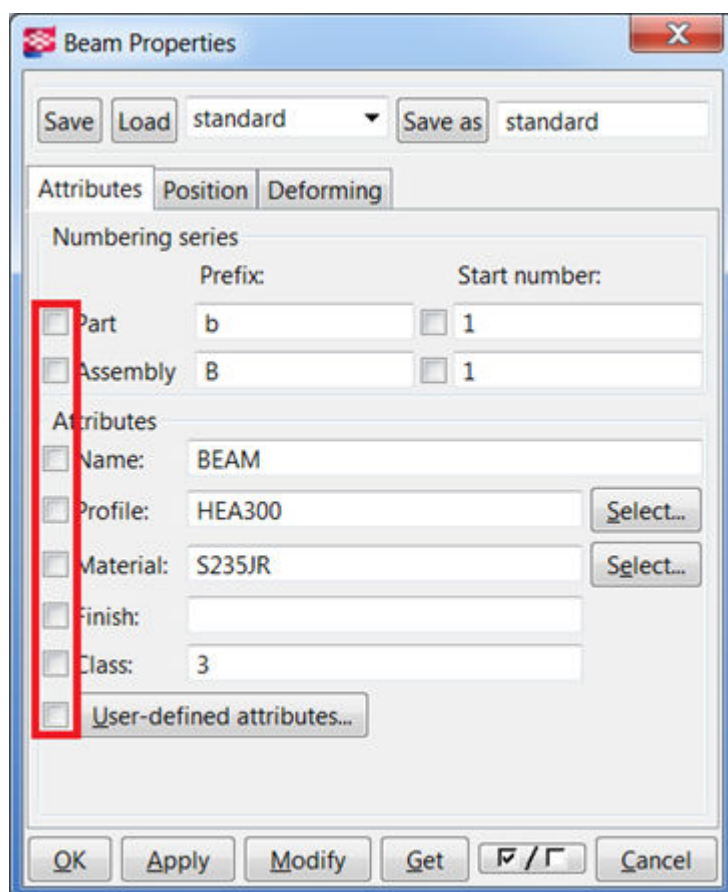 Beam Properties
Save Load standard Save as standard
Attributes Position Deforming
Numbering series
Prefix: Start number:
Part b 1
Assembly B 1
Attributes
Name: BEAM
Profile: HEA300 Select...
Material: S235JR Select...
Finish:
Class: 3
User-defined attributes...
OK Apply Modify Get / Cancel